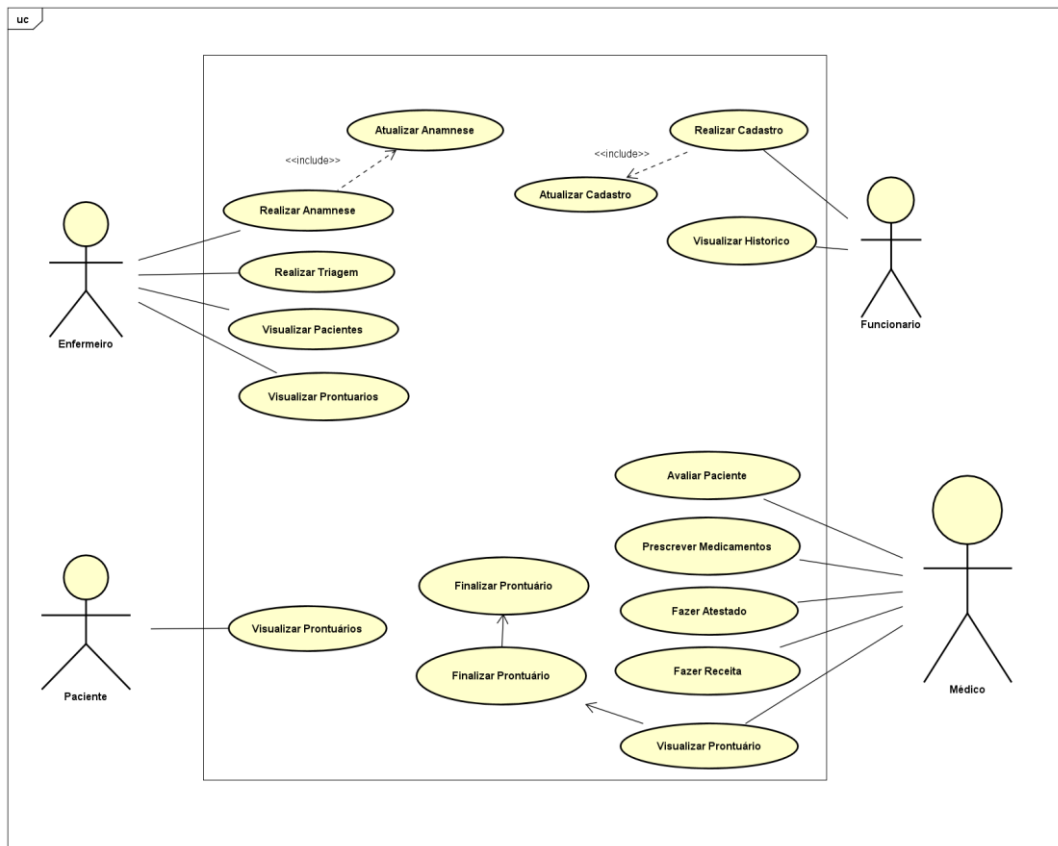 uc
Atualizar Anamnese
Realizar Cadastro
<<include>>
<<include>>
Atualizar Cadastro
Realizar Anamnese
Visualizar Historico
Realizar Triagem
Funcionario
Visualizar Pacientes
Enfermeiro
Visualizar Prontuarios
Avaliar Paciente
Prescrever Medicamentos
Finalizar Prontuário
Fazer Atestado
Visualizar Prontuários
Fazer Receita
Finalizar Prontuário
Paciente
Médico
Visualizar Prontuário